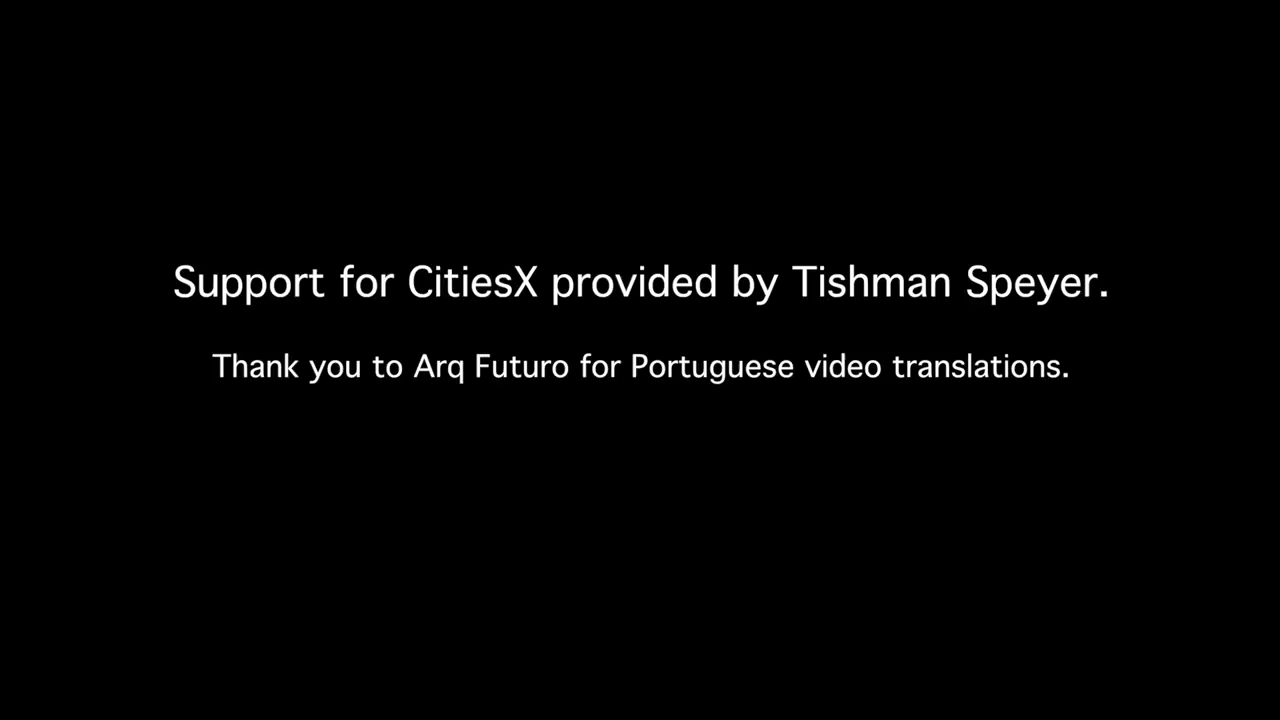 Support for CitiesX provided by Tishman Speyer.
Thank you to Arq Futuro for Portuguese video translations.